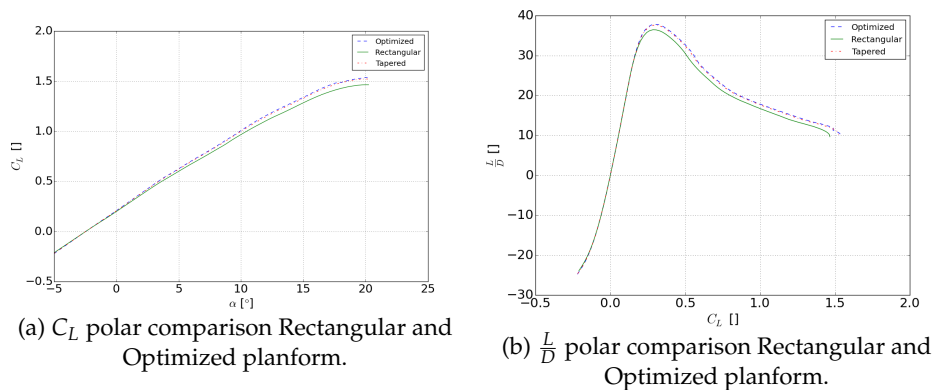 2.0
1.5
1.0
0.5
0.0
−0.5
C_L []
−5
0
5
10
15
20
25
α [°]
Optimized
Rectangular
Tapered
(a) C_L polar comparison Rectangular and
Optimized planform.
40
30
20
10
0
−10
−20
−30
L/D []
−0.5
0.0
0.5
1.0
1.5
2.0
C_L []
Optimized
Rectangular
Tapered
(b) L/D polar comparison Rectangular and
Optimized planform.